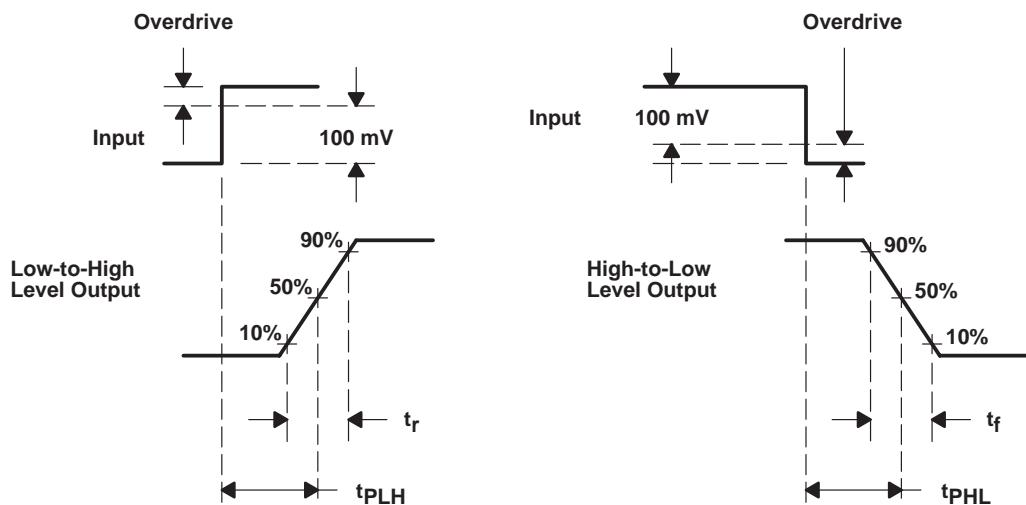 Overdrive
Input
100 mV
90%
Low-to-High
Level Output
50%
10%
tr
tPLH
Overdrive
Input
100 mV
90%
High-to-Low
Level Output
50%
10%
tf
tPHL